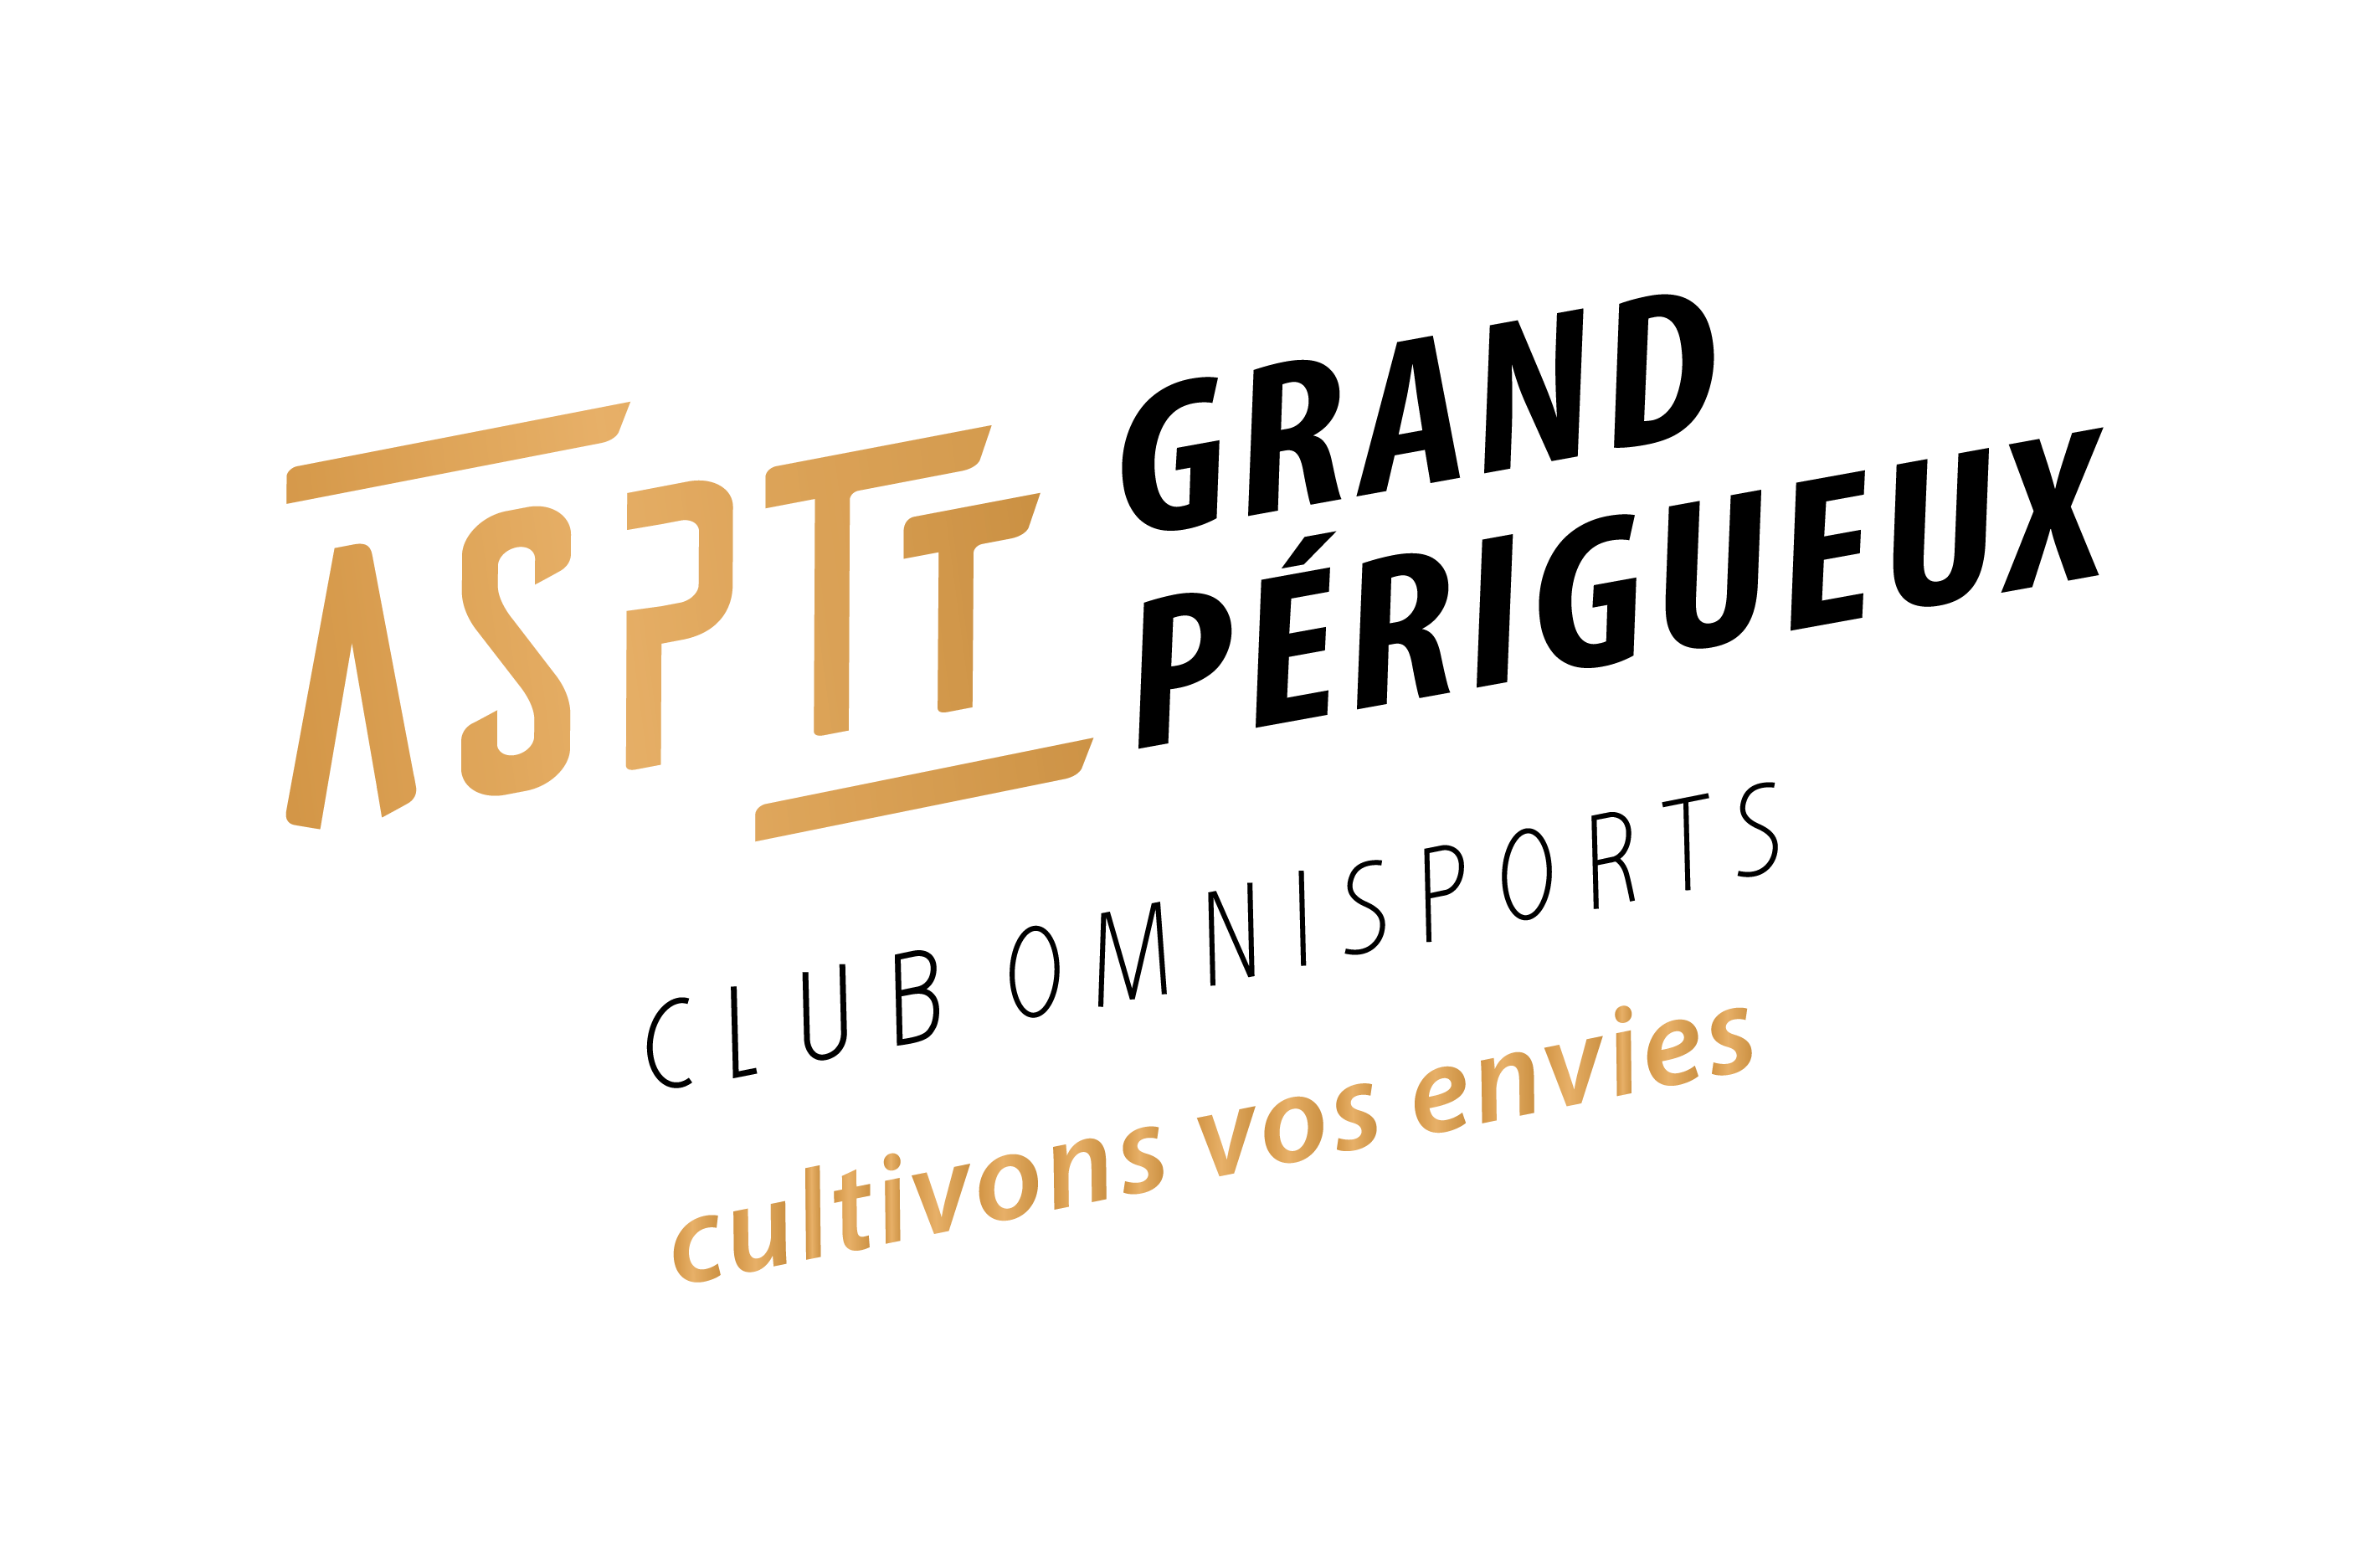 ASPTT
GRAND
PÉRIGUEUX
CLUB OMNISPORTS
cultivons vos envies